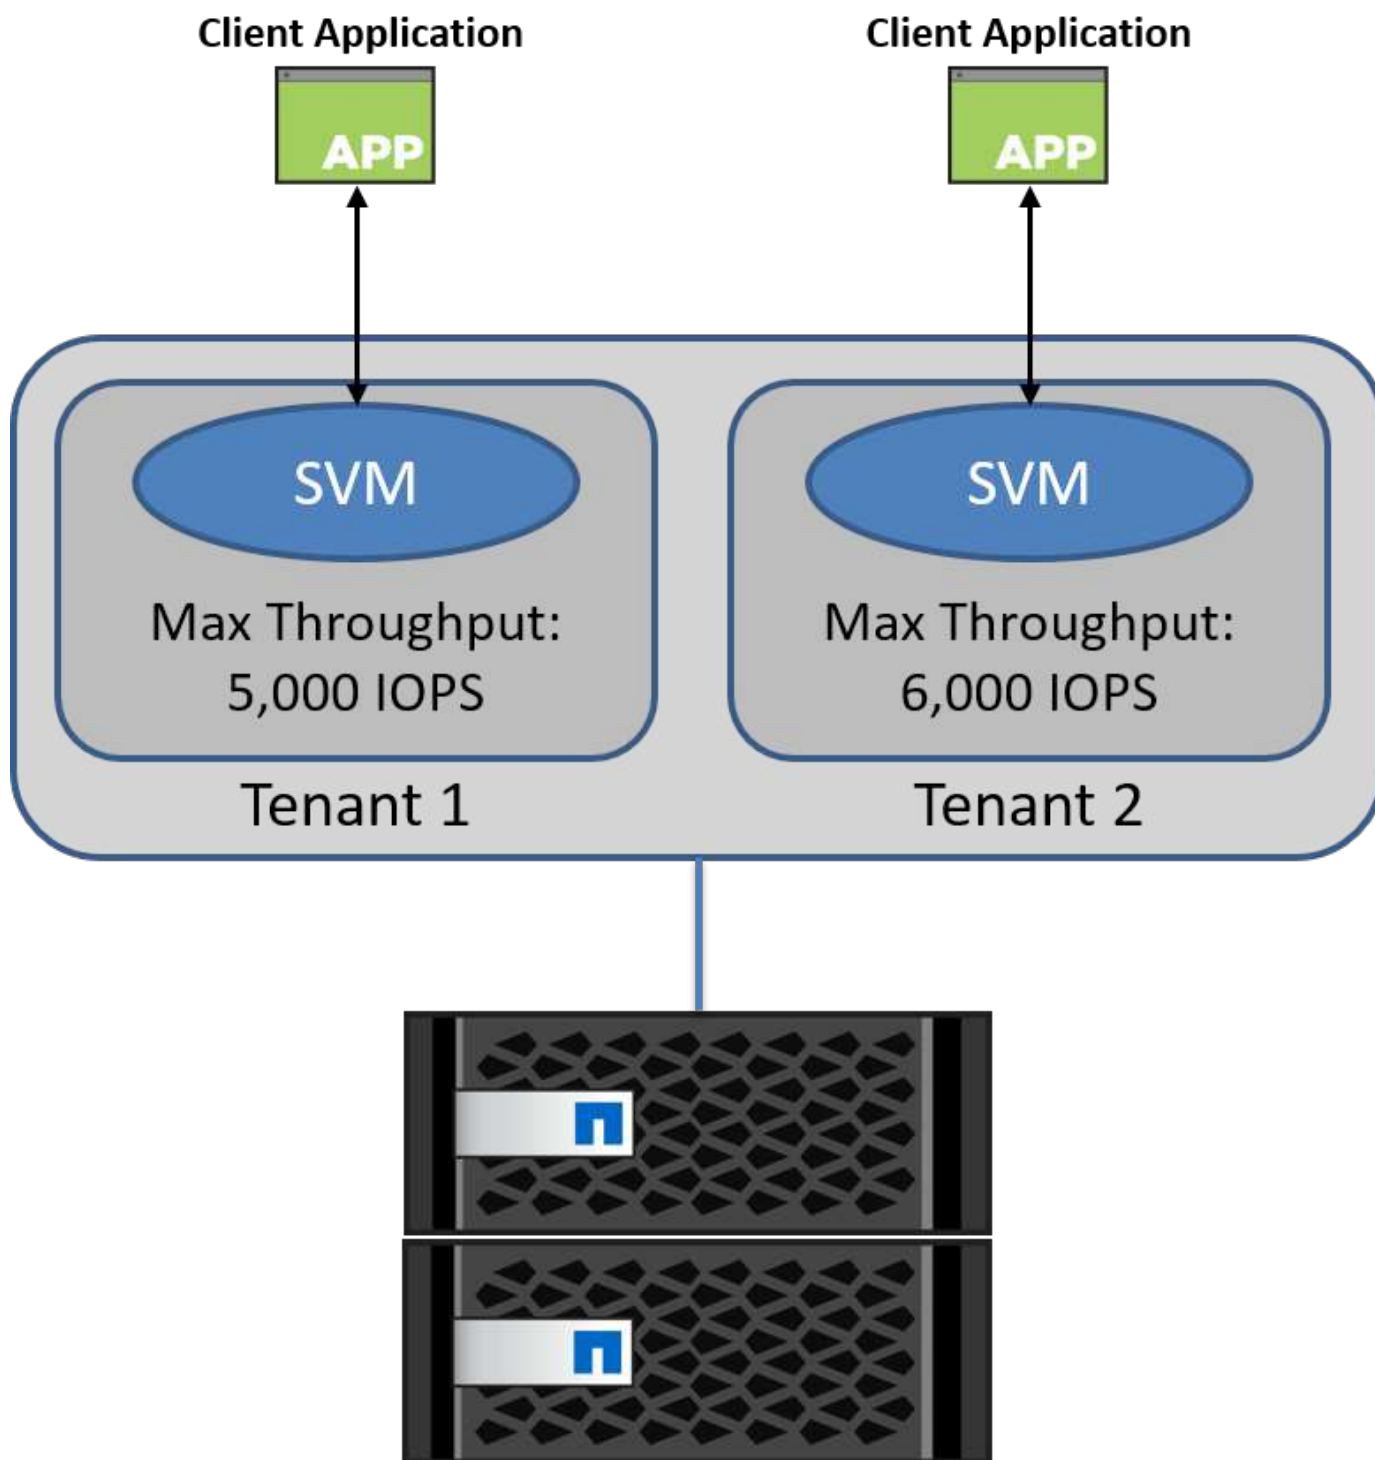 Client Application
Client Application
APP
APP
SVM
SVM
Max Throughput:
5,000 IOPS
Max Throughput:
6,000 IOPS
Tenant 1
Tenant 2